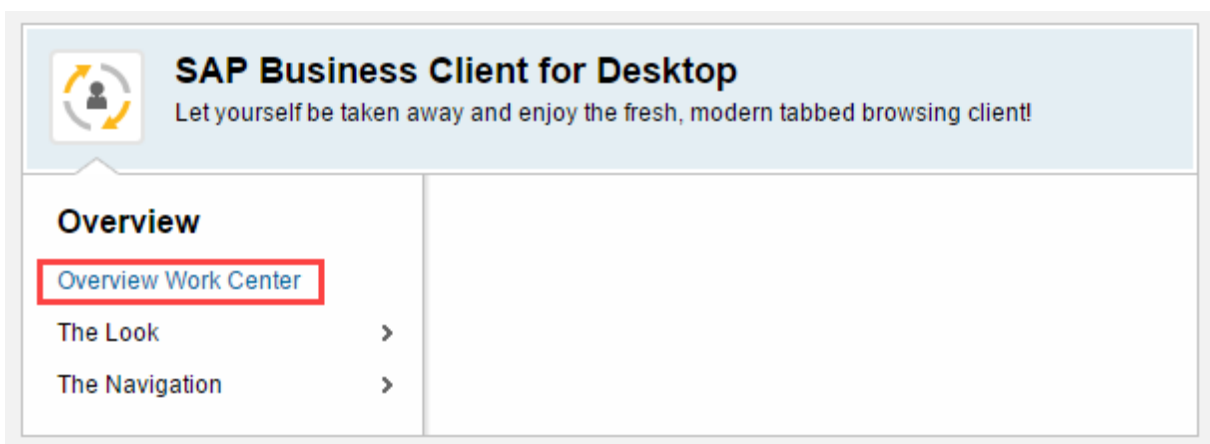 SAP Business Client for Desktop
Let yourself be taken away and enjoy the fresh, modern tabbed browsing client!
Overview
Overview Work Center
The Look
The Navigation